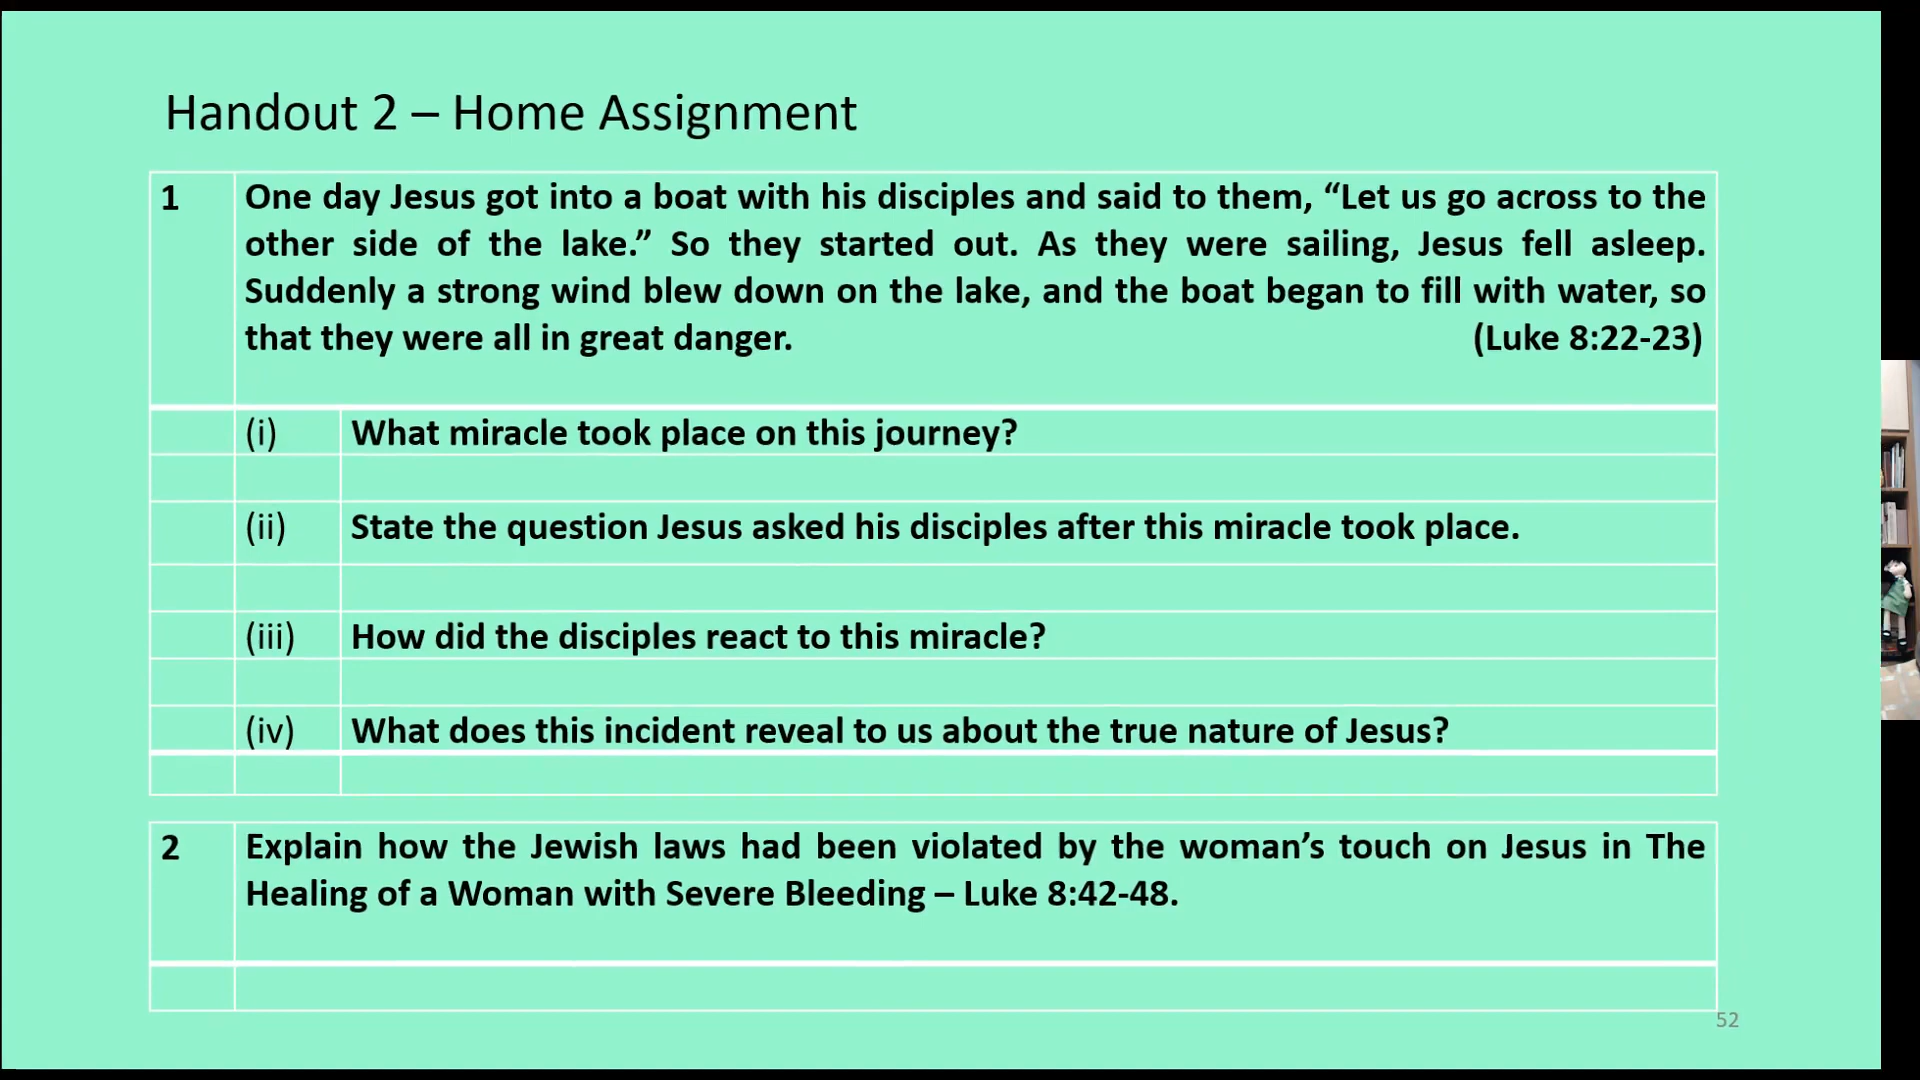 Handout 2 – Home Assignment
1 One day Jesus got into a boat with his disciples and said to them, “Let us go across to the
other side of the lake.” So they started out. As they were sailing, Jesus fell asleep.
Suddenly a strong wind blew down on the lake, and the boat began to fill with water, so
that they were all in great danger. (Luke 8:22-23)
(i) What miracle took place on this journey?
(ii) State the question Jesus asked his disciples after this miracle took place.
(iii) How did the disciples react to this miracle?
(iv) What does this incident reveal to us about the true nature of Jesus?
2 Explain how the Jewish laws had been violated by the woman’s touch on Jesus in The
Healing of a Woman with Severe Bleeding – Luke 8:42-48.
52